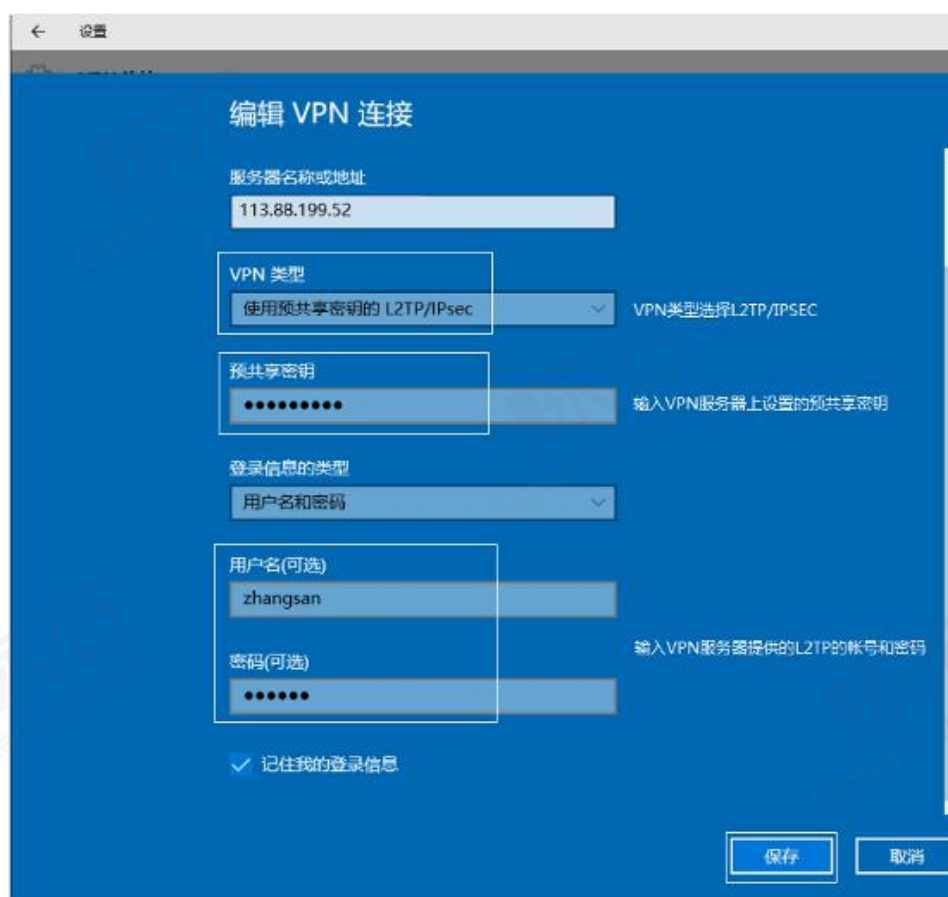 设置
编辑 VPN 连接
服务器名称或地址
113.88.199.52
VPN 类型
使用预共享密钥的 L2TP/IPsec
VPN类型选择L2TP/IPSEC
预共享密钥
●●●●●●●●●
输入VPN服务器上设置的预共享密钥
登录信息的类型
用户名和密码
用户名(可选)
zhangsan
输入VPN服务器提供的L2TP的帐号和密码
密码(可选)
●●●●●●
记住我的登录信息
保存
取消